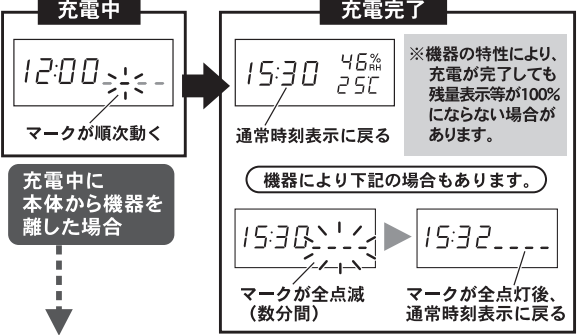 充電中
12:00
マークが順次動く
充電中に
本体から機器を
離した場合
充電完了
15:30 46%RH
25C
通常時刻表示に戻る
※機器の特性により、
充電が完了しても
残量表示等が100%
にならない場合が
あります。
機器により下記の場合もあります。
15:30
マークが全点滅
（数分間）
15:32
マークが全点灯後、
通常時刻表示に戻る